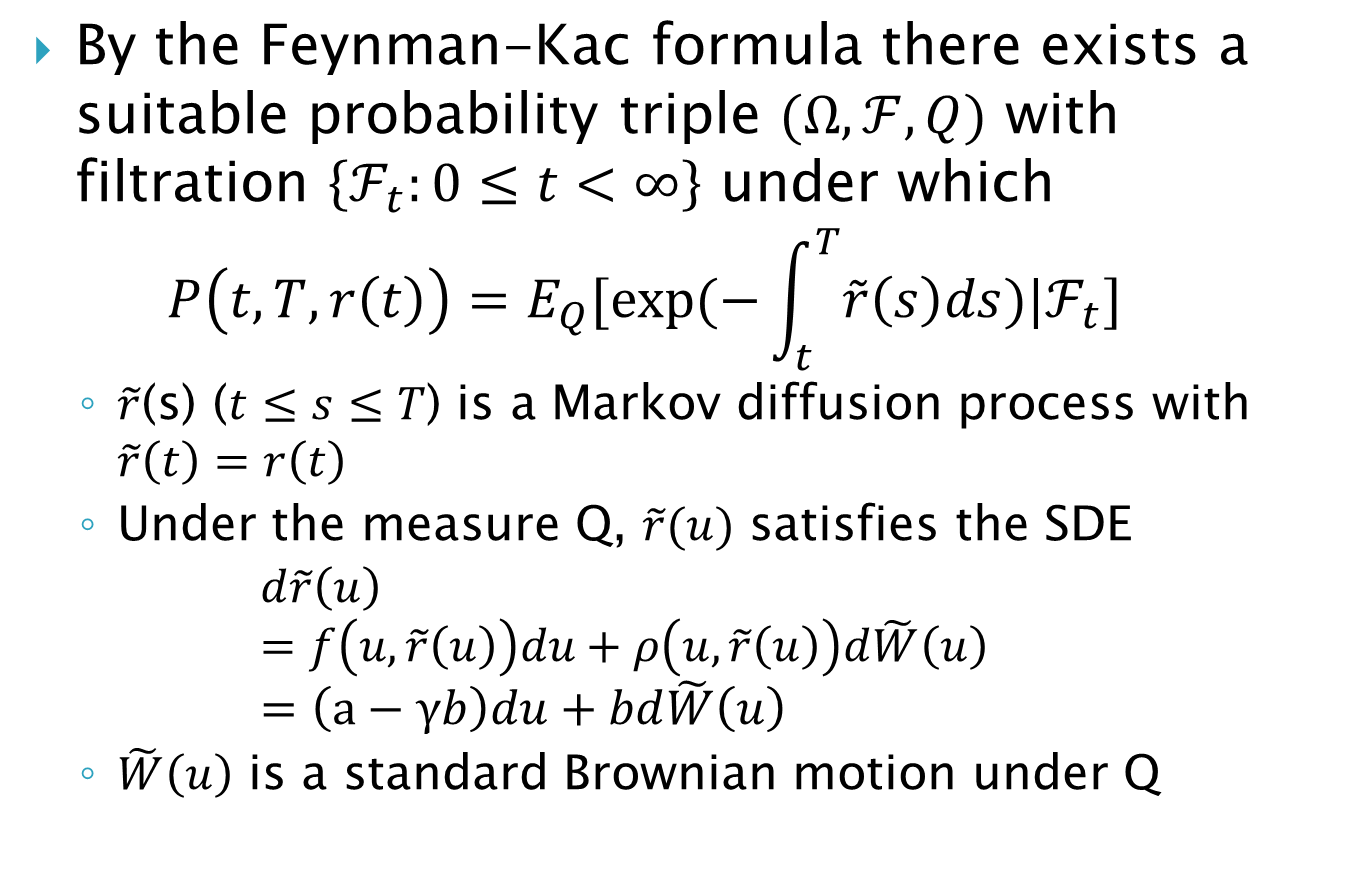 By the Feynman-Kac formula there exists a
suitable probability triple (Ω, ℱ, Q) with
filtration {ℱ_t: 0 ≤ t < ∞} under which
P(t, T, r(t)) = E_Q[exp(−∫_t^T r̃(s)ds)|ℱ_t]
r̃(s) (t ≤ s ≤ T) is a Markov diffusion process with
r̃(t) = r(t)
Under the measure Q, r̃(u) satisfies the SDE
dr̃(u)
= f(u, r̃(u))du + ρ(u, r̃(u))dW̃(u)
= (a − γb)du + bdW̃(u)
W̃(u) is a standard Brownian motion under Q